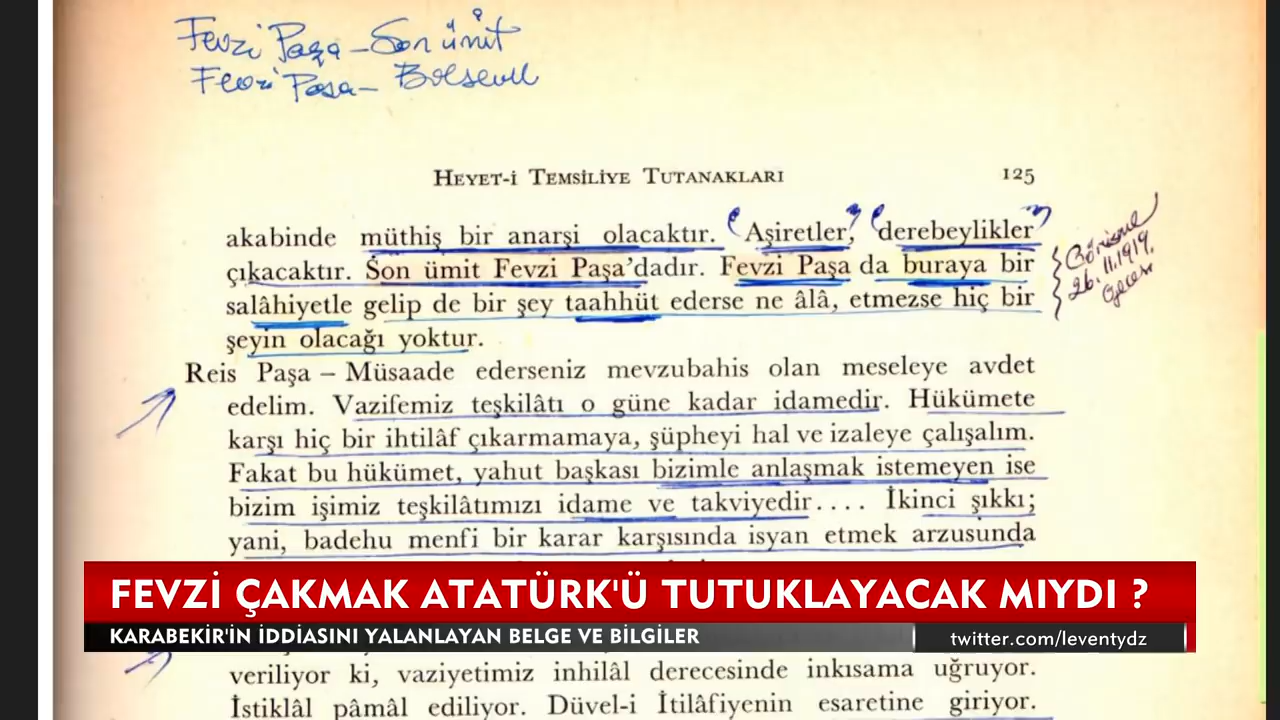 Fevzi Paşa – Son ümit
Fevzi Pasa –
HEYET-İ TEMSİLİYE TUTANAKLARI 125
akabinde müthiş bir anarşi olacaktır. Aşiretler, derebeylikler
çıkacaktır. Son ümit Fevzi Paşa'dadır. Fevzi Paşa da buraya bir
salâhiyetle gelip de bir şey taahhüt ederse ne âlâ, etmezse hiç bir
şeyin olacağı yoktur.
26.11.1919.
Reis Paşa – Müsaade ederseniz mevzubahis olan meseleye avdet
edelim. Vazifemiz teşkilâtı o güne kadar idamedir. Hükümete
karşı hiç bir ihtilâf çıkarmamaya, şüpheyi hal ve izaleye çalışalım.
Fakat bu hükümet, yahut başkası bizimle anlaşmak istemeyen ise
bizim işimiz teşkilâtımızı idame ve takviyedir.... İkinci şıkkı;
yani, badehu menfi bir karar karşısında isyan etmek arzusunda
FEVZİ ÇAKMAK ATATÜRK'Ü TUTUKLAYACAK MIYDI ?
KARABEKİR'İN İDDİASINI YALANLAYAN BELGE VE BİLGİLER
twitter.com/leventydz
veriliyor ki, vaziyetimiz inhilâl derecesinde inkısama uğruyor.
İstiklâl pâmâl ediliyor. Düvel-i İtilâfiyenin esaretine giriyor.